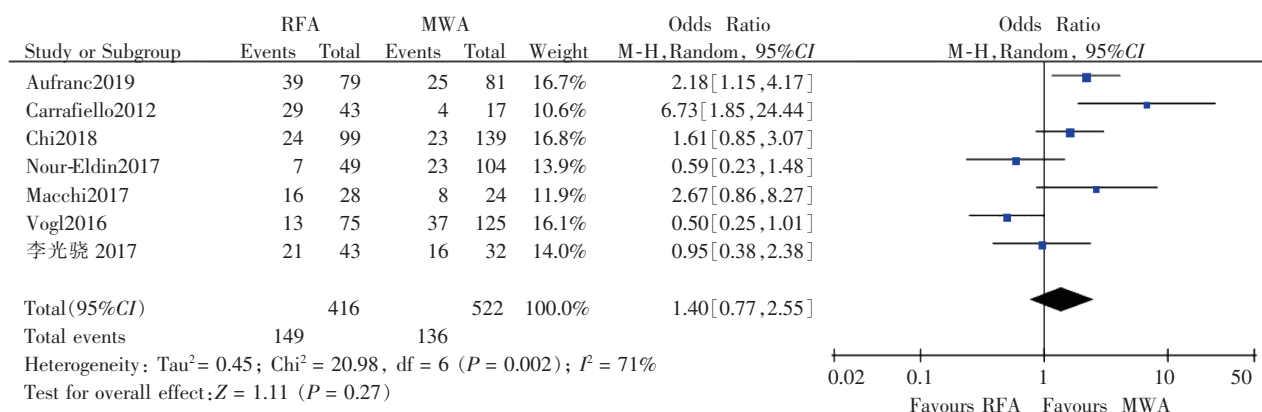 RFA MWA Odds Ratio Odds Ratio
Study or Subgroup Events Total Events Total Weight M-H,Random, 95%CI M-H,Random, 95%CI
Aufranc2019 39 79 25 81 16.7% 2.18[1.15,4.17]
Carrafiello2012 29 43 4 17 10.6% 6.73[1.85,24.44]
Chi2018 24 99 23 139 16.8% 1.61[0.85,3.07]
Nour-Eldin2017 7 49 23 104 13.9% 0.59[0.23,1.48]
Macchi2017 16 28 8 24 11.9% 2.67[0.86,8.27]
Vogl2016 13 75 37 125 16.1% 0.50[0.25,1.01]
李光骁 2017 21 43 16 32 14.0% 0.95[0.38,2.38]
Total(95%CI) 416 522 100.0% 1.40[0.77,2.55]
Total events 149 136
Heterogeneity: Tau²= 0.45; Chi² = 20.98, df = 6 (P = 0.002); I² = 71%
Test for overall effect:Z = 1.11 (P = 0.27)
0.02 0.1 1 10 50
Favours RFA Favours MWA